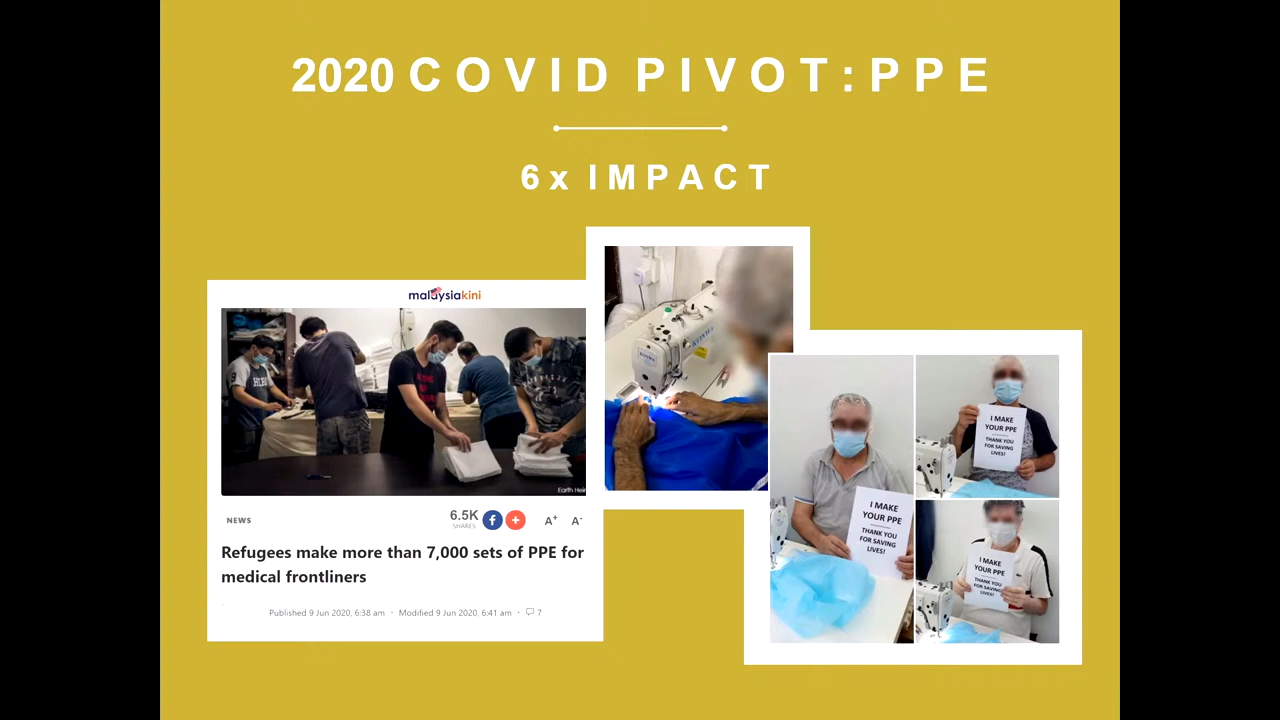 2020 COVID PIVOT: PPE
6x IMPACT
malaysiakini
HERO
Earth Heir
NEWS
6.5K
SHARES
A+ A-
Refugees make more than 7,000 sets of PPE for
medical frontliners
Published 9 Jun 2020, 6:38 am · Modified 9 Jun 2020, 6:41 am · 7
I MAKE
YOUR PPE
THANK YOU
FOR SAVING
LIVES!
I MAKE
YOUR PPE
THANK YOU
FOR SAVING
LIVES!
I MAKE
YOUR PPE
THANK YOU
FOR SAVING
LIVES!